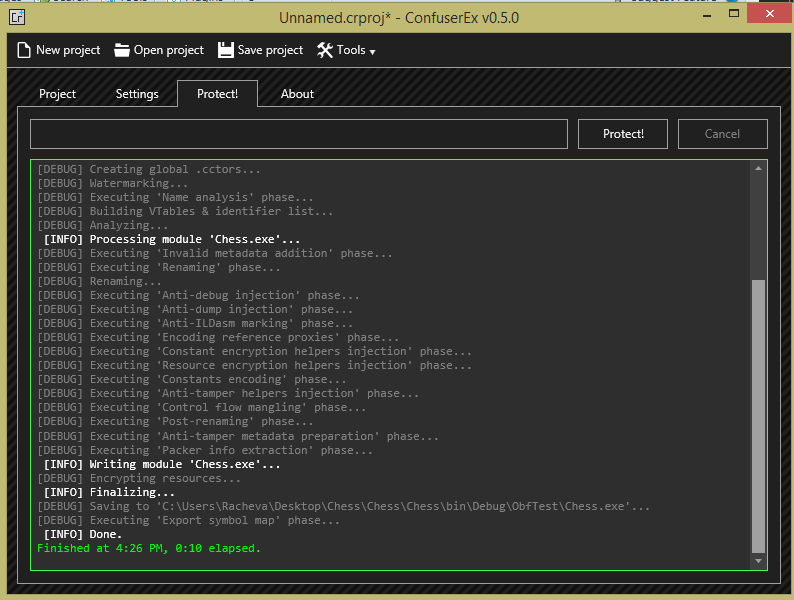 Unnamed.crproj* - ConfuserEx v0.5.0
New project Open project Save project Tools
Project Settings Protect! About
Protect! Cancel
[DEBUG] Creating global .cctors...
[DEBUG] Watermarking...
[DEBUG] Executing 'Name analysis' phase...
[DEBUG] Building VTables & identifier list...
[DEBUG] Analyzing...
[INFO] Processing module 'Chess.exe'...
[DEBUG] Executing 'Invalid metadata addition' phase...
[DEBUG] Executing 'Renaming' phase...
[DEBUG] Renaming...
[DEBUG] Executing 'Anti-debug injection' phase...
[DEBUG] Executing 'Anti-dump injection' phase...
[DEBUG] Executing 'Anti-ILDasm marking' phase...
[DEBUG] Executing 'Encoding reference proxies' phase...
[DEBUG] Executing 'Constant encryption helpers injection' phase...
[DEBUG] Executing 'Resource encryption helpers injection' phase...
[DEBUG] Executing 'Constants encoding' phase...
[DEBUG] Executing 'Anti-tamper helpers injection' phase...
[DEBUG] Executing 'Control flow mangling' phase...
[DEBUG] Executing 'Post-renaming' phase...
[DEBUG] Executing 'Anti-tamper metadata preparation' phase...
[DEBUG] Executing 'Packer info extraction' phase...
[INFO] Writing module 'Chess.exe'...
[DEBUG] Encrypting resources...
[INFO] Finalizing...
[DEBUG] Saving to 'C:\Users\Racheva\Desktop\Chess\Chess\Chess\bin\Debug\ObfTest\Chess.exe'...
[DEBUG] Executing 'Export symbol map' phase...
[INFO] Done.
Finished at 4:26 PM, 0:10 elapsed.